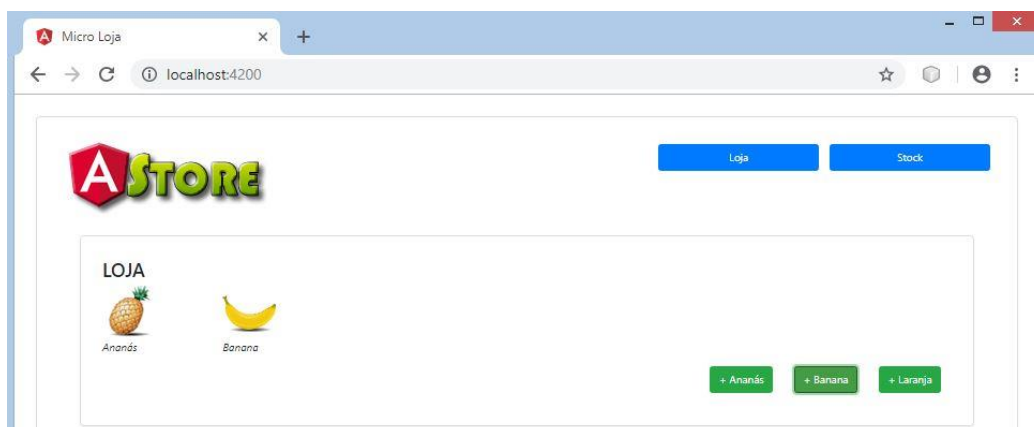 Micro Loja
localhost:4200
ASTORE
Loja
Stock
LOJA
Ananás
Banana
+ Ananás
+ Banana
+ Laranja